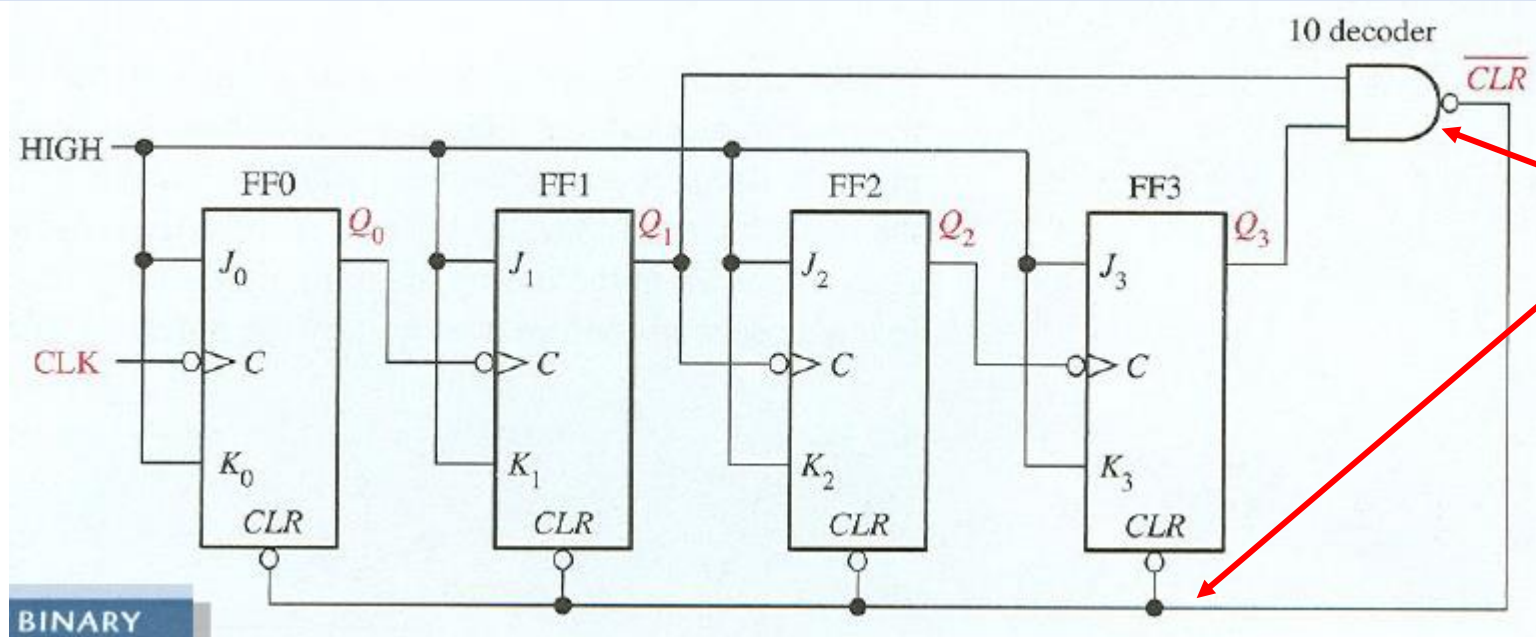 10 decoder
CLR
HIGH
FF0
FF1
FF2
FF3
Q0
Q1
Q2
Q3
J0
J1
J2
J3
CLK
C
C
C
C
K0
K1
K2
K3
CLR
CLR
CLR
CLR
BINARY